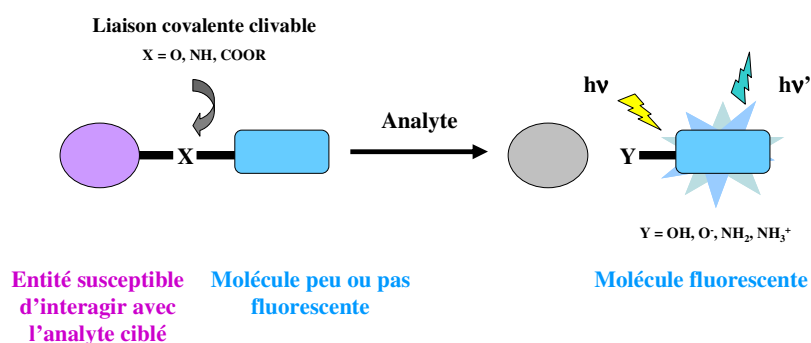 Liaison covalente clivable
X = O, NH, COOR
hν
hν'
Analyte
X
Y
Y = OH, O⁻, NH₂, NH₃⁺
Entité susceptible
d'interagir avec
l'analyte ciblé
Molécule peu ou pas
fluorescente
Molécule fluorescente